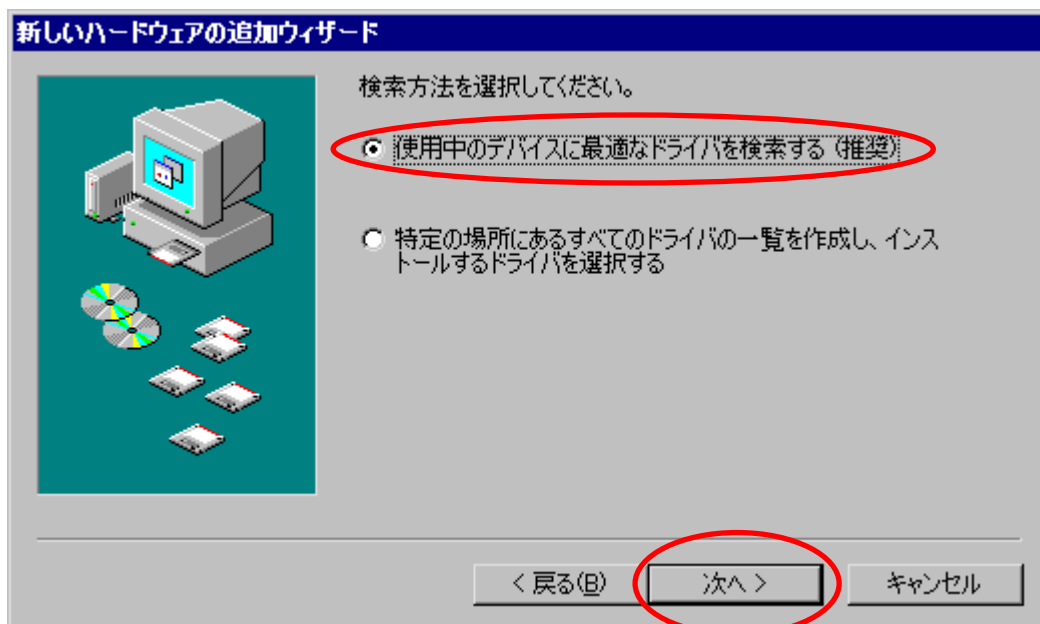 新しいハードウェアの追加ウィザード
検索方法を選択してください。
使用中のデバイスに最適なドライバを検索する (推奨)
特定の場所にあるすべてのドライバの一覧を作成し、インス
トールするドライバを選択する
< 戻る(B)
次へ >
キャンセル